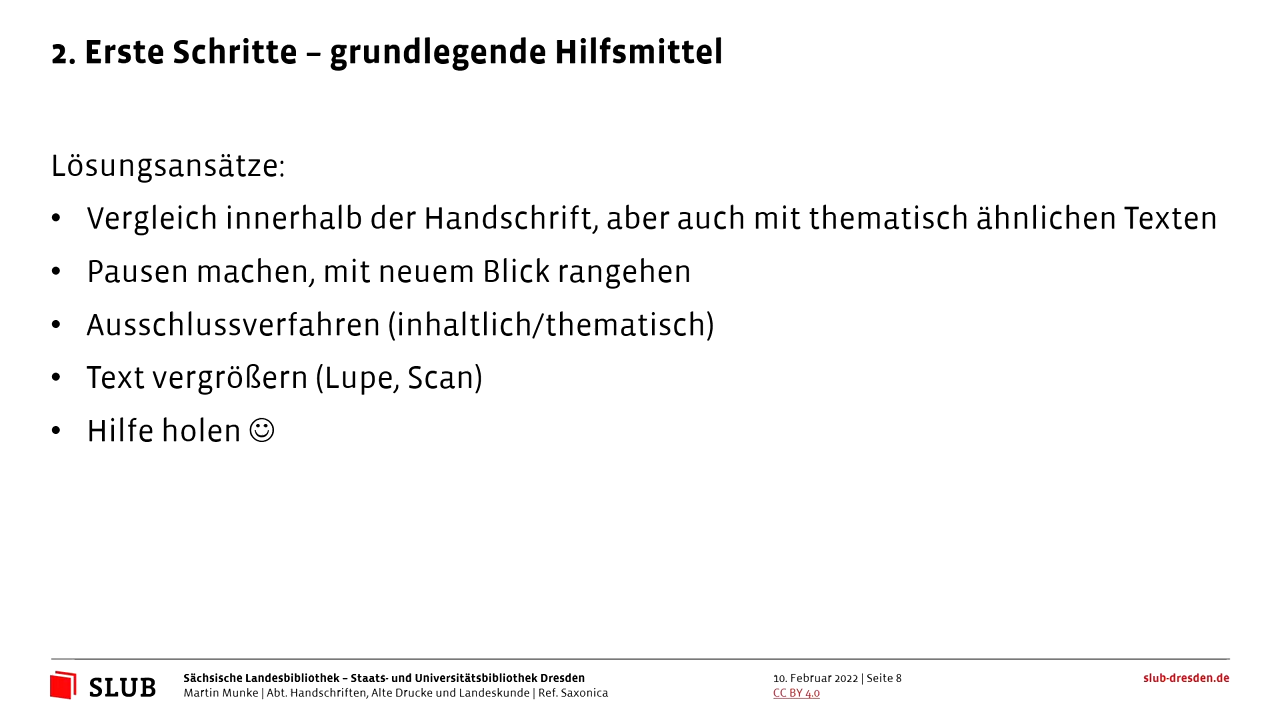 2. Erste Schritte – grundlegende Hilfsmittel
Lösungsansätze:
• Vergleich innerhalb der Handschrift, aber auch mit thematisch ähnlichen Texten
• Pausen machen, mit neuem Blick rangehen
• Ausschlussverfahren (inhaltlich/thematisch)
• Text vergrößern (Lupe, Scan)
• Hilfe holen ☺
SLUB
Sächsische Landesbibliothek – Staats- und Universitätsbibliothek Dresden
Martin Munke | Abt. Handschriften, Alte Drucke und Landeskunde | Ref. Saxonica
10. Februar 2022 | Seite 8
CC BY 4.0
slub-dresden.de